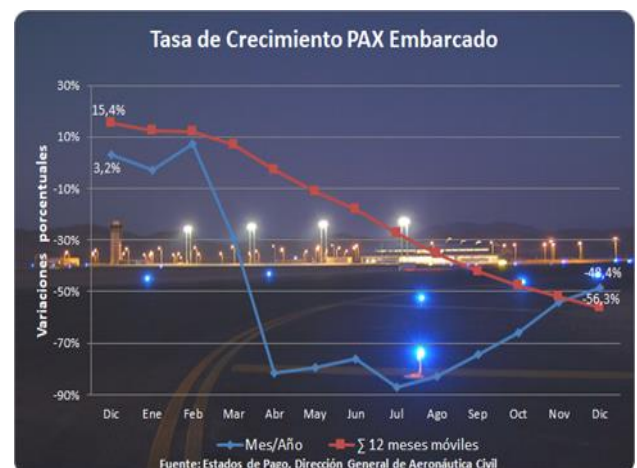 Tasa de Crecimiento PAX Embarcado
Variaciones porcentuales
30%
10%
-10%
-30%
-50%
-70%
-90%
15,4%
3,2%
-48,4%
-56,3%
Dic Ene Feb Mar Abr May Jun Jul Ago Sep Oct Nov Dic
Mes/Año ∑ 12 meses móviles
Fuente: Estados de Pago, Dirección General de Aeronáutica Civil